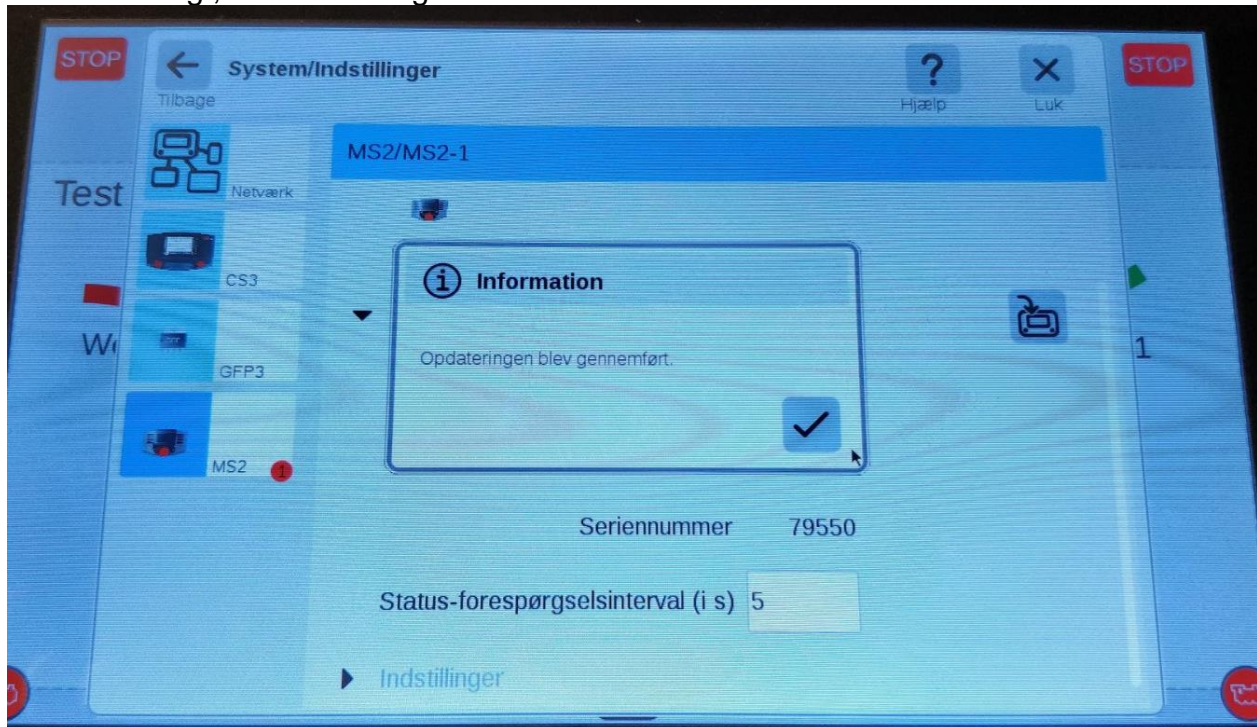 STOP
System/Indstillinger
Tilbage
?
Hjælp
Luk
STOP
MS2/MS2-1
Test
Netværk
CS3
i Information
We
Opdateringen blev gennemført.
1
GFP3
MS2 1
Seriennummer 79550
Status-forespørgselsinterval (i s) 5
Indstillinger